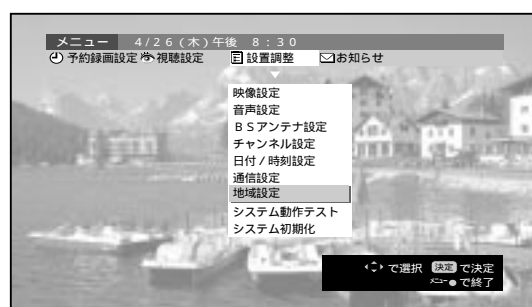 メニュー 4/26(木)午後 8:30
予約録画設定 視聴設定 設置調整 お知らせ
映像設定
音声設定
BSアンテナ設定
チャンネル設定
日付/時刻設定
通信設定
地域設定
システム動作テスト
システム初期化
で選択 決定 で決定
メニュー で終了